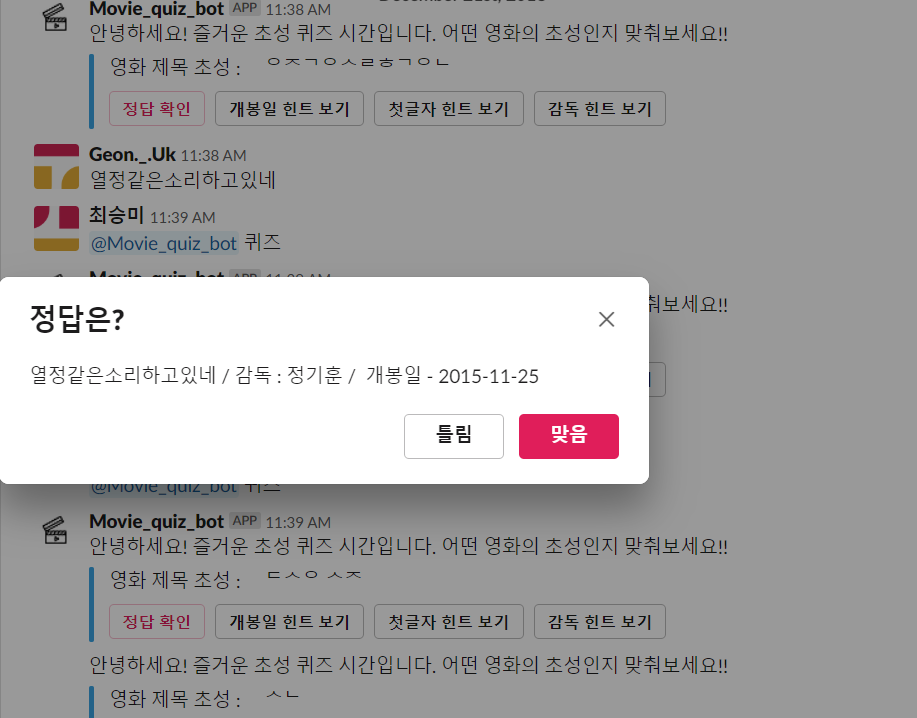 Movie_quiz_bot APP 11:38 AM
안녕하세요! 즐거운 초성 퀴즈 시간입니다. 어떤 영화의 초성인지 맞춰보세요!!
영화 제목 초성 : ㅇㅈㄱㅇㅅㄹㅎㄱㅇㄴ
정답 확인 개봉일 힌트 보기 첫글자 힌트 보기 감독 힌트 보기
Geon._.Uk 11:38 AM
열정같은소리하고있네
최승미 11:39 AM
@Movie_quiz_bot 퀴즈
Movie_quiz_bot APP 11:39 AM
춰보세요!!
정답은?
열정같은소리하고있네 / 감독 : 정기훈 / 개봉일 - 2015-11-25
틀림 맞음
@Movie_quiz_bot 퀴즈
Movie_quiz_bot APP 11:39 AM
안녕하세요! 즐거운 초성 퀴즈 시간입니다. 어떤 영화의 초성인지 맞춰보세요!!
영화 제목 초성 : ㅌㅅㅇ ㅅㅈ
정답 확인 개봉일 힌트 보기 첫글자 힌트 보기 감독 힌트 보기
안녕하세요! 즐거운 초성 퀴즈 시간입니다. 어떤 영화의 초성인지 맞춰보세요!!
영화 제목 초성 : ㅅㄴ